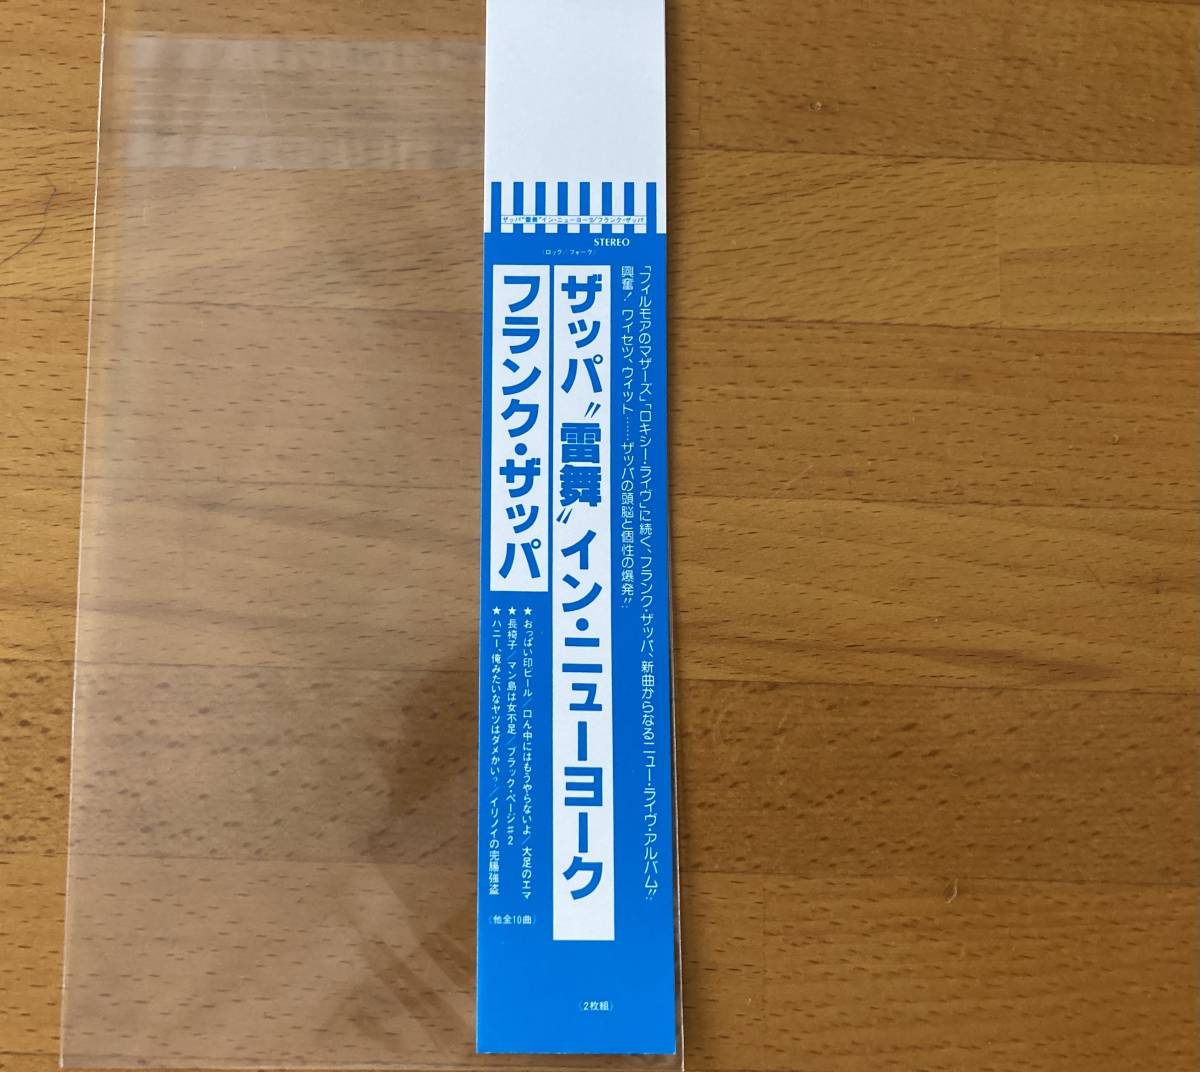 ザッパ〝雷舞〟イン・ニューヨーク/フランク・ザッパ
STEREO
(ロック/フォーク)
「フィルモアのマザーズ」「ロキシー・ライヴ」に続く、フランク・ザッパ、新曲からなるニュー・ライヴ・アルバム!!
興奮! ワイセツ、ウィット……ザッパの頭脳と個性の爆発!!
ザッパ〝雷舞〟イン・ニューヨーク
フランク・ザッパ
★おっぱい印ビール/口ん中にはもうやらないよ/大足のエマ
★長椅子/マン島は女不足/ブラック・ページ#2
★ハニー、俺みたいなヤツはダメかいっ/イリノイの浣腸強盗
(他全10曲)
(2枚組)